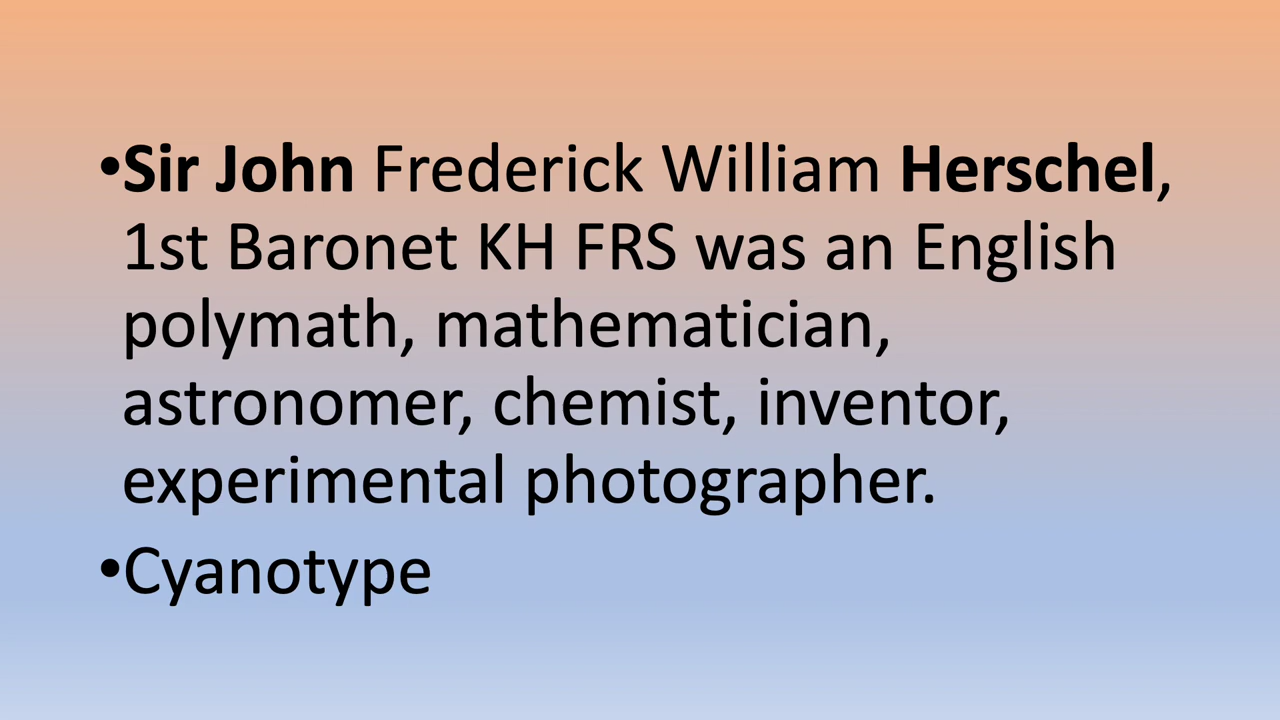 •Sir John Frederick William Herschel,
1st Baronet KH FRS was an English
polymath, mathematician,
astronomer, chemist, inventor,
experimental photographer.
•Cyanotype